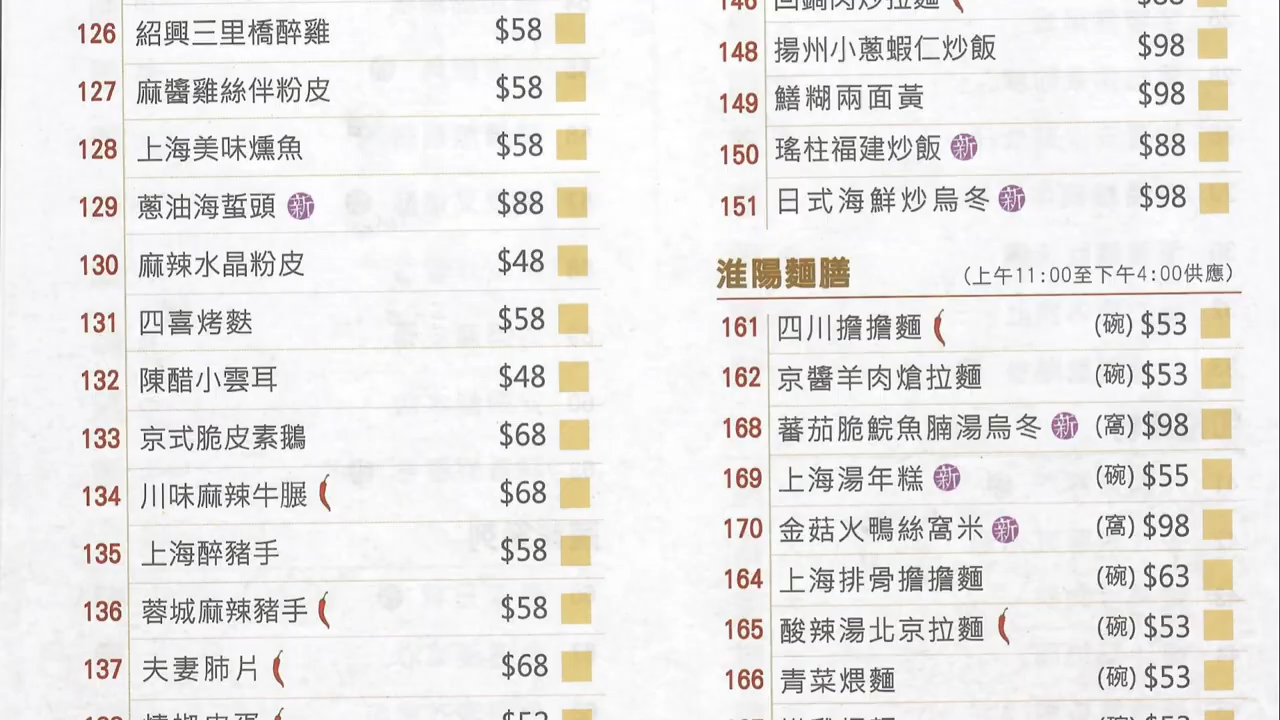 126 紹興三里橋醉雞 $58
127 麻醬雞絲伴粉皮 $58
128 上海美味燻魚 $58
129 蔥油海蜇頭 新 $88
130 麻辣水晶粉皮 $48
131 四喜烤麩 $58
132 陳醋小雲耳 $48
133 京式脆皮素鵝 $68
134 川味麻辣牛𦟌 $68
135 上海醉豬手 $58
136 蓉城麻辣豬手 $58
137 夫妻肺片 $68
146 回鍋肉炒拉麵
148 揚州小蔥蝦仁炒飯 $98
149 鱔糊兩面黃 $98
150 瑤柱福建炒飯 新 $88
151 日式海鮮炒烏冬 新 $98
淮陽麵膳 (上午11:00至下午4:00供應)
161 四川擔擔麵 (碗) $53
162 京醬羊肉熗拉麵 (碗) $53
168 蕃茄脆鯇魚腩湯烏冬 新 (窩) $98
169 上海湯年糕 新 (碗) $55
170 金菇火鴨絲窩米 新 (窩) $98
164 上海排骨擔擔麵 (碗) $63
165 酸辣湯北京拉麵 (碗) $53
166 青菜煨麵 (碗) $53